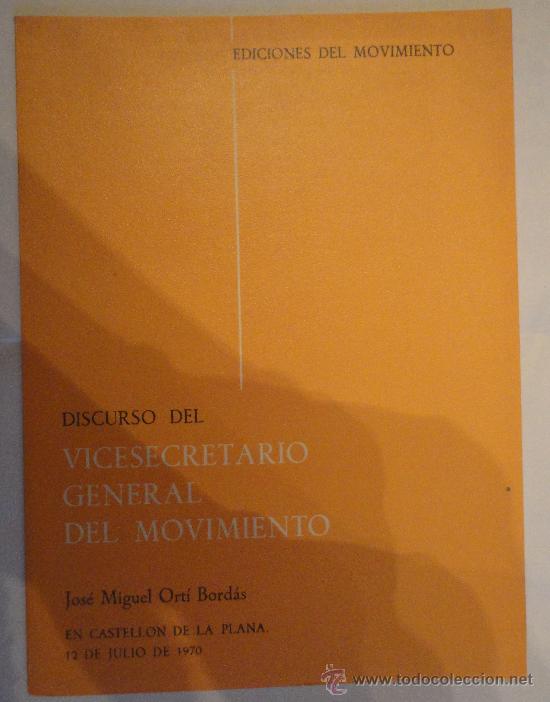 EDICIONES DEL MOVIMIENTO
DISCURSO DEL
VICESECRETARIO
GENERAL
DEL MOVIMIENTO
José Miguel Ortí Bordás
EN CASTELLON DE LA PLANA.
12 DE JULIO DE 1970
www.todocoleccion.net